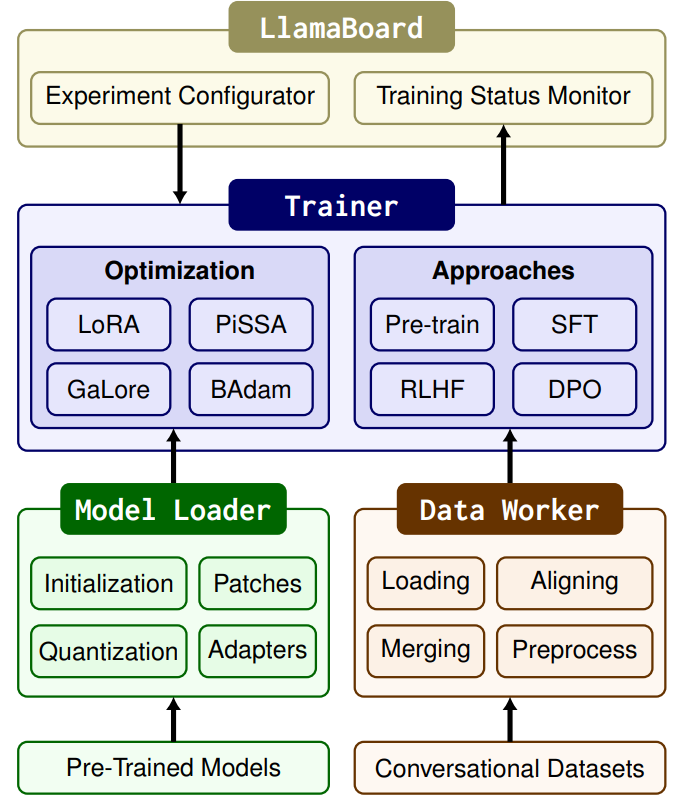 LlamaBoard
Experiment Configurator
Training Status Monitor
Trainer
Optimization
LoRA
PiSSA
GaLore
BAdam
Approaches
Pre-train
SFT
RLHF
DPO
Model Loader
Initialization
Patches
Quantization
Adapters
Data Worker
Loading
Aligning
Merging
Preprocess
Pre-Trained Models
Conversational Datasets